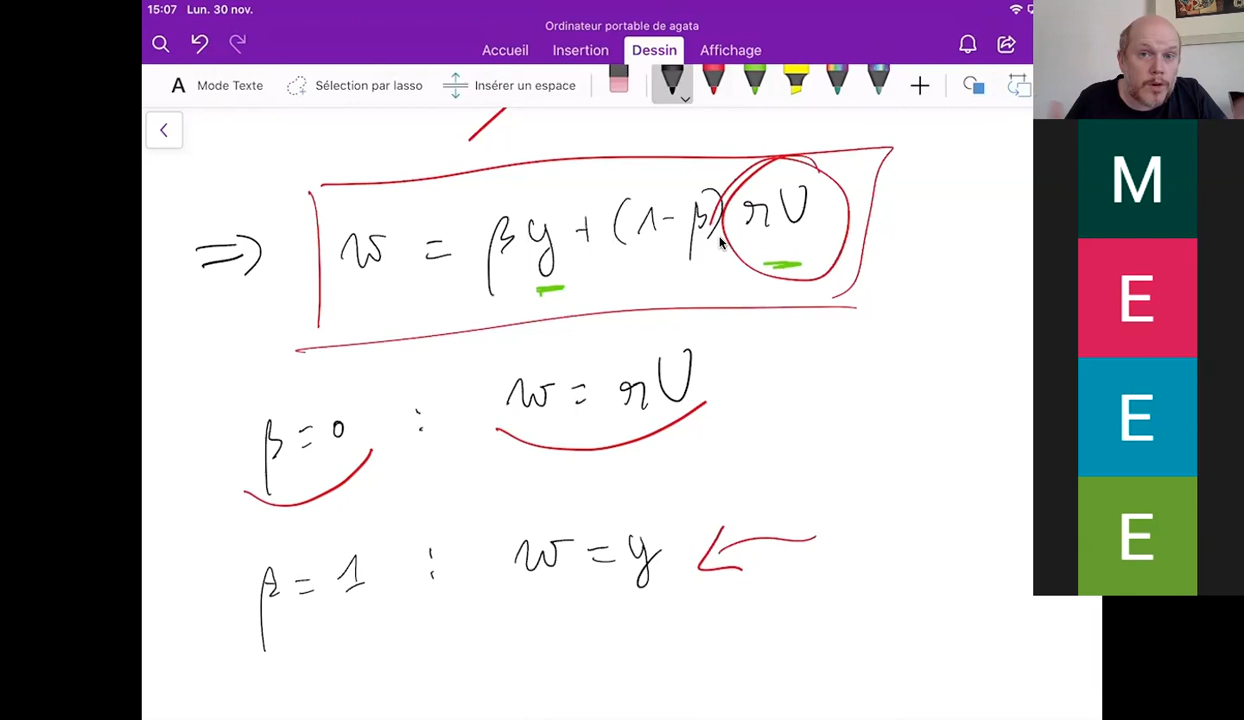 15:07 Lun. 30 nov.
Ordinateur portable de agata
Accueil Insertion Dessin Affichage
A Mode Texte Sélection par lasso Insérer un espace
⇒ w = βy + (1-β) rU
β = 0 : w = rU
β = 1 : w = y
M
E
E
E